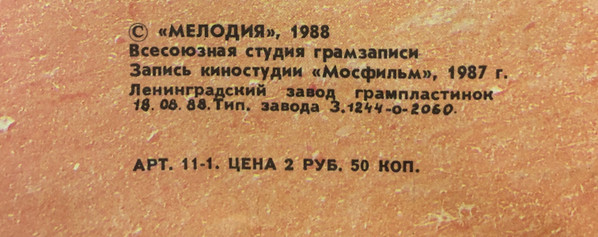 © «МЕЛОДИЯ», 1988
Всесоюзная студия грамзаписи
Запись киностудии «Мосфильм», 1987 г.
Ленинградский завод грампластинок
18.08.88. Тип. завода З.1244-о-2060.
АРТ. 11-1. ЦЕНА 2 РУБ. 50 КОП.